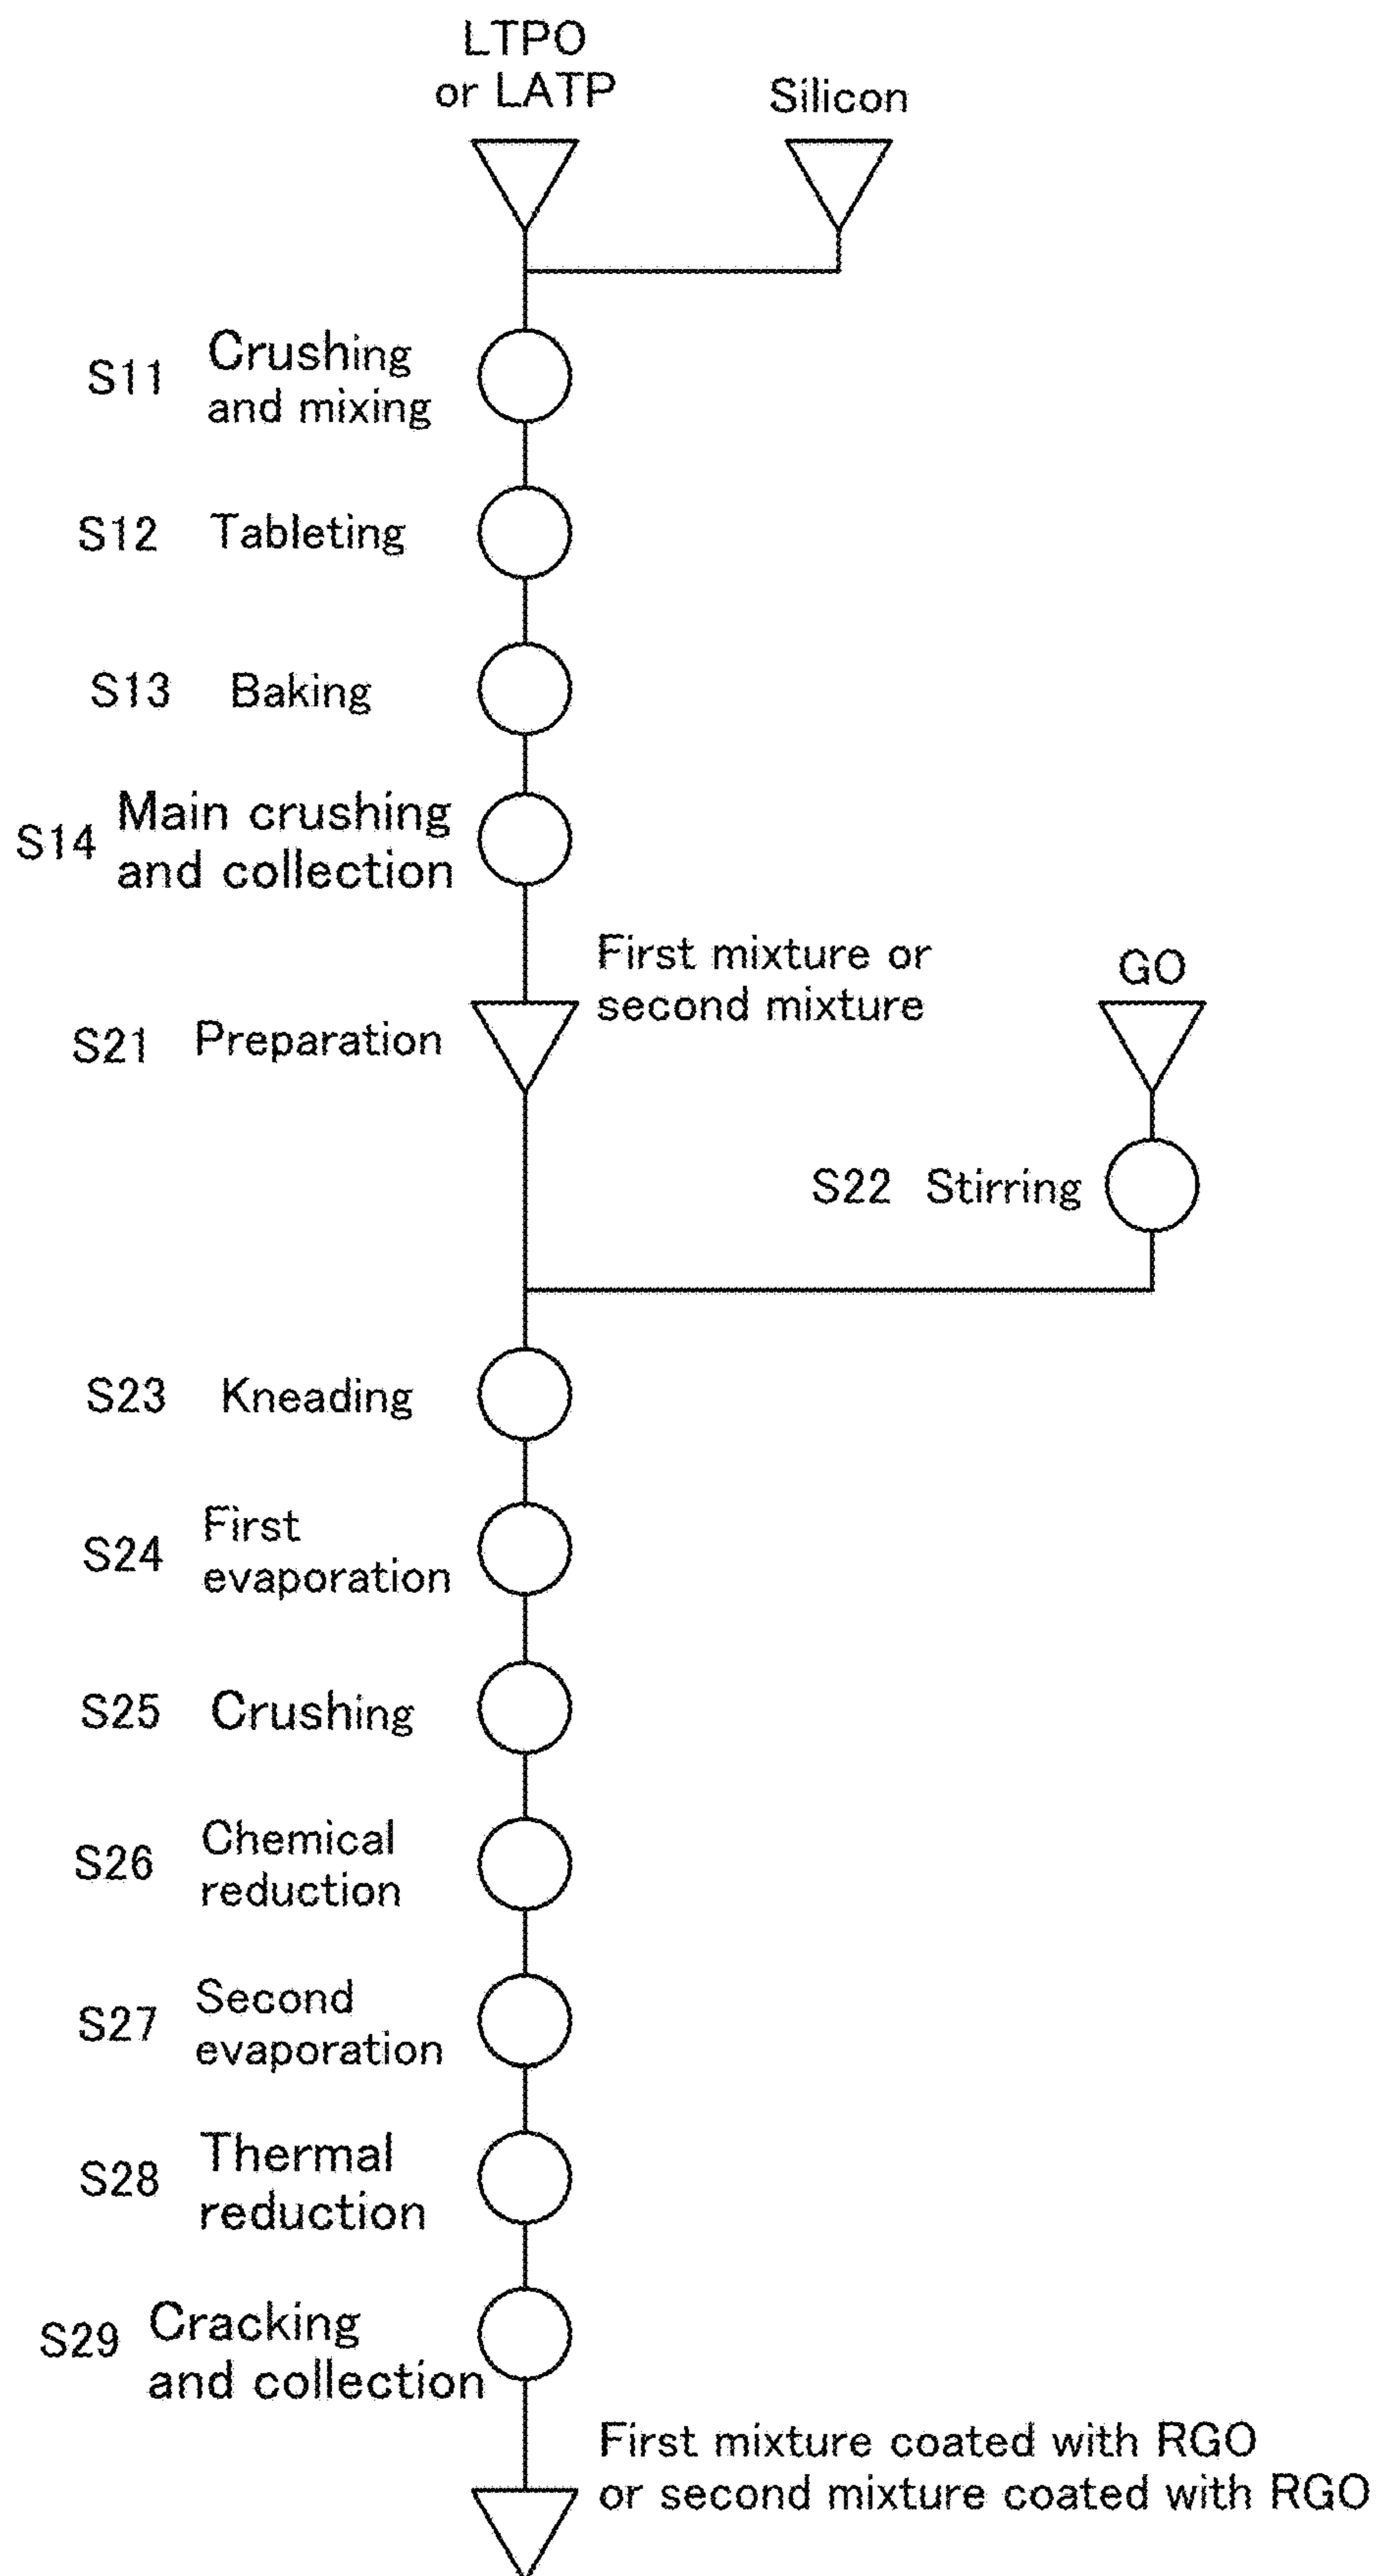 LTPO
or LATP
Silicon
S11 Crushing
and mixing
S12 Tableting
S13 Baking
S14 Main crushing
and collection
First mixture or
second mixture
GO
S21 Preparation
S22 Stirring
S23 Kneading
S24 First
evaporation
S25 Crushing
S26 Chemical
reduction
S27 Second
evaporation
S28 Thermal
reduction
S29 Cracking
and collection
First mixture coated with RGO
or second mixture coated with RGO